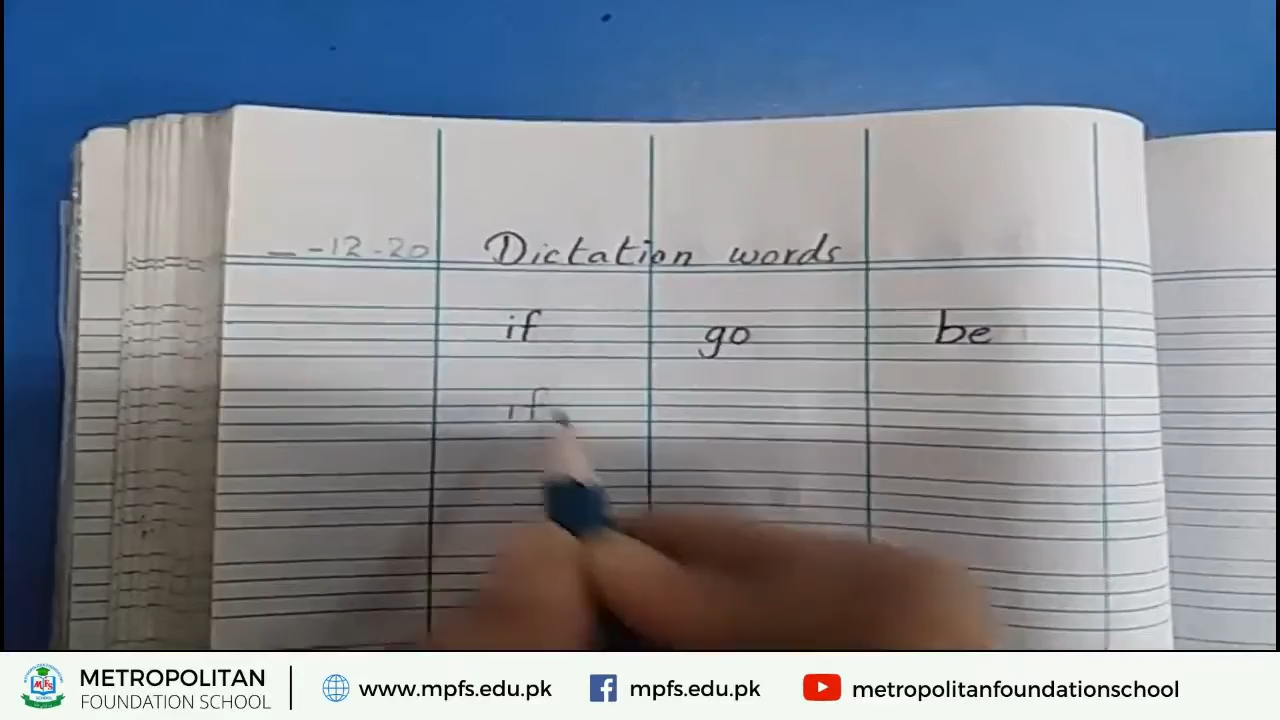 _ -12-20 Dictation words
if go be
if
METROPOLITAN
FOUNDATION SCHOOL
www.mpfs.edu.pk
mpfs.edu.pk
metropolitanfoundationschool